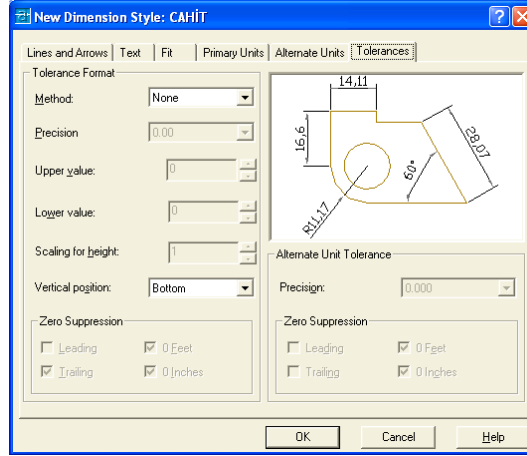 New Dimension Style: CAHİT
Lines and Arrows Text Fit Primary Units Alternate Units Tolerances
Tolerance Format
Method: None
Precision 0.00
Upper value: 0
Lower value: 0
Scaling for height: 1
Vertical position: Bottom
Zero Suppression
Leading 0 Feet
Trailing 0 Inches
14,11
16,6
28,07
60°
R11,17
Alternate Unit Tolerance
Precision: 0.000
Zero Suppression
Leading 0 Feet
Trailing 0 Inches
OK Cancel Help